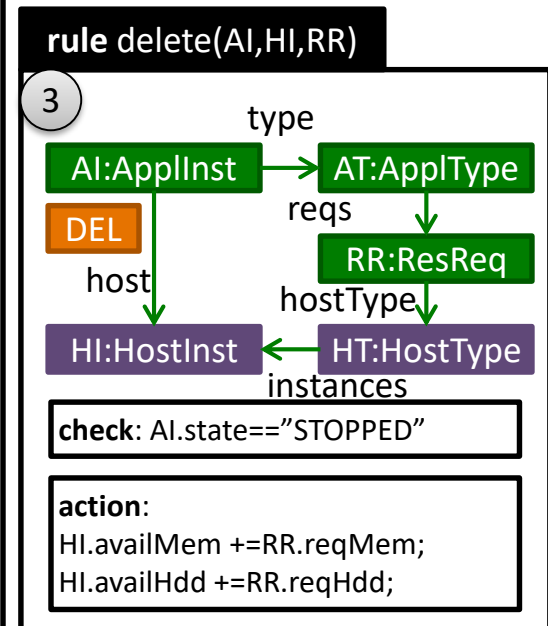 rule delete(AI,HI,RR)
3
type
AI:ApplInst
AT:ApplType
reqs
DEL
RR:ResReq
host
hostType
HI:HostInst
HT:HostType
instances
check: AI.state==”STOPPED”
action:
HI.availMem +=RR.reqMem;
HI.availHdd +=RR.reqHdd;